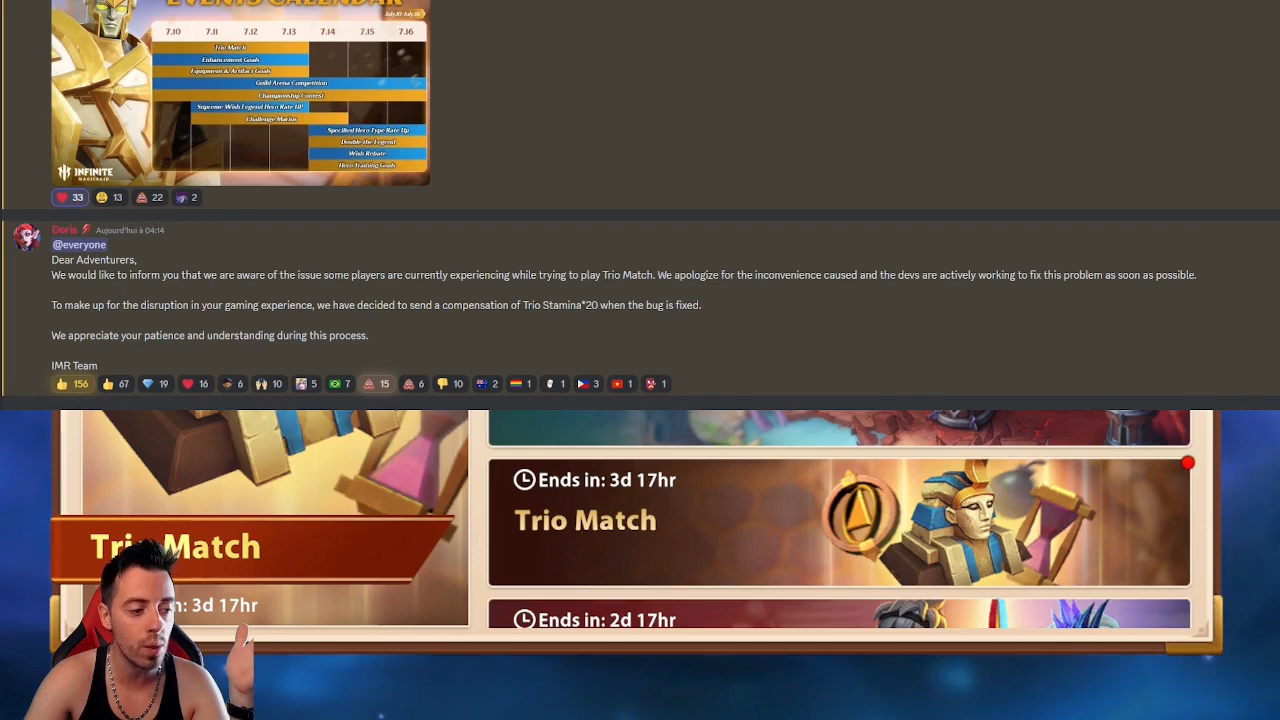 EVENTS CALENDAR
July.10-July.16
7.10 7.11 7.12 7.13 7.14 7.15 7.16
Trio Match
Enhancement Goals
Equipment & Artifact Goals
Guild Arena Competition
Championship Contest
Supreme Wish Legend Hero Rate UP
Challenge Marius
Specified Hero Type Rate Up
Double the Legend
Wish Rebate
Hero Training Goals
INFINITE
MAGICRAID
33 13 22 2
Doris Aujourd'hui à 04:14
@everyone
Dear Adventurers,
We would like to inform you that we are aware of the issue some players are currently experiencing while trying to play Trio Match. We apologize for the inconvenience caused and the devs are actively working to fix this problem as soon as possible.
To make up for the disruption in your gaming experience, we have decided to send a compensation of Trio Stamina*20 when the bug is fixed.
We appreciate your patience and understanding during this process.
IMR Team
156 67 19 16 6 10 5 7 15 6 10 2 1 1 3 1 1
Trio Match
n: 3d 17hr
Ends in: 3d 17hr
Trio Match
Ends in: 2d 17hr